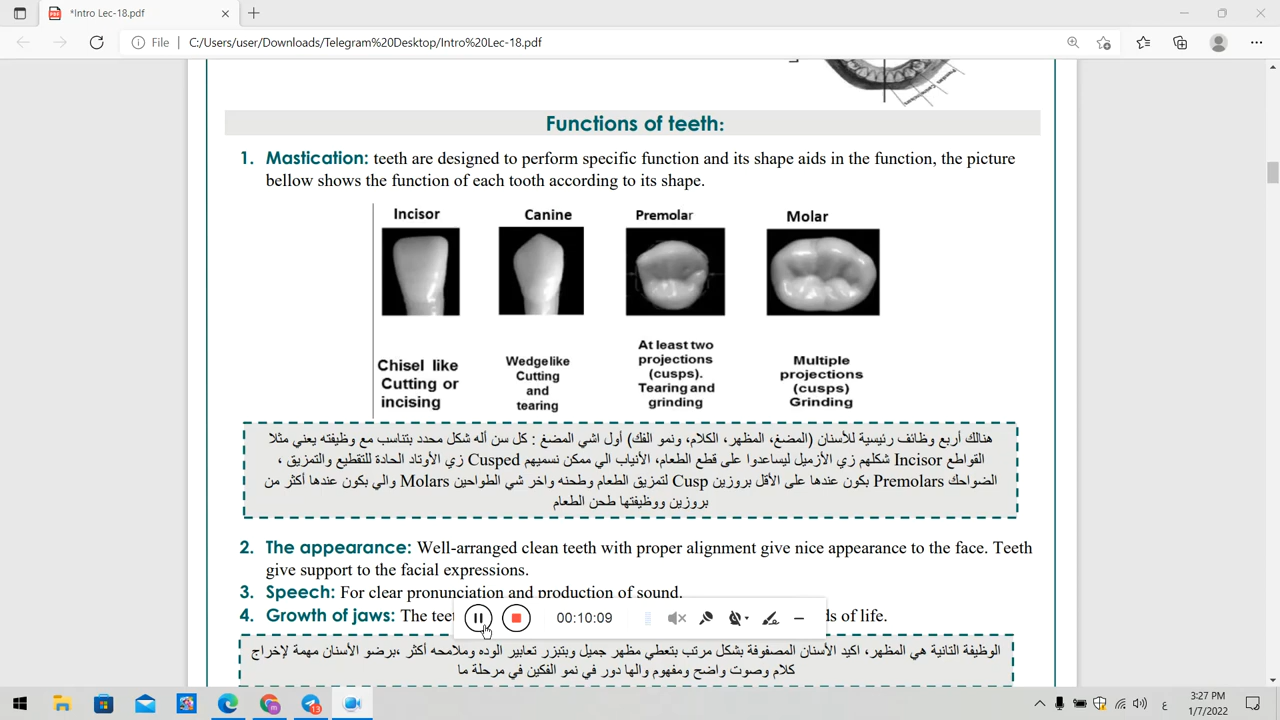 *Intro Lec-18.pdf
File
C:/Users/user/Downloads/Telegram%20Desktop/Intro%20Lec-18.pdf
Functions of teeth:
1. Mastication: teeth are designed to perform specific function and its shape aids in the function, the picture
bellow shows the function of each tooth according to its shape.
Incisor Canine Premolar Molar
Chisel like
Cutting or
incising
Wedgelike
Cutting
and
tearing
At least two
projections
(cusps).
Tearing and
grinding
Multiple
projections
(cusps)
Grinding
هنالك أربع وظائف رئيسية للأسنان (المضغ، المظهر، الكلام، ونمو الفك) أول اشي المضغ : كل سن أله شكل محدد بتناسب مع وظيفته يعني مثلا
القواطع Incisor شكلهم زي الأزميل ليساعدوا على قطع الطعام، الأنياب الي ممكن نسميهم Cusped زي الأوتاد الحادة للتقطيع والتمزيق ،
الضواحك Premolars بكون عندها على الأقل بروزين Cusp لتمزيق الطعام وطحنه واخر شي الطواحين Molars والي بكون عندها أكثر من
بروزين ووظيفتها طحن الطعام
2. The appearance: Well-arranged clean teeth with proper alignment give nice appearance to the face. Teeth
give support to the facial expressions.
3. Speech: For clear pronunciation and production of sound.
4. Growth of jaws: The teet
ds of life.
00:10:09
الوظيفة التانية هي المظهر، اكيد الأسنان المصفوفة بشكل مرتب بتعطي مظهر جميل وبتبزر تعابير الوده وملامحه أكثر ،برضو الأسنان مهمة لإخراج
كلام وصوت واضح ومفهوم والها دور في نمو الفكين في مرحلة ما
13
ع
3:27 PM
1/7/2022